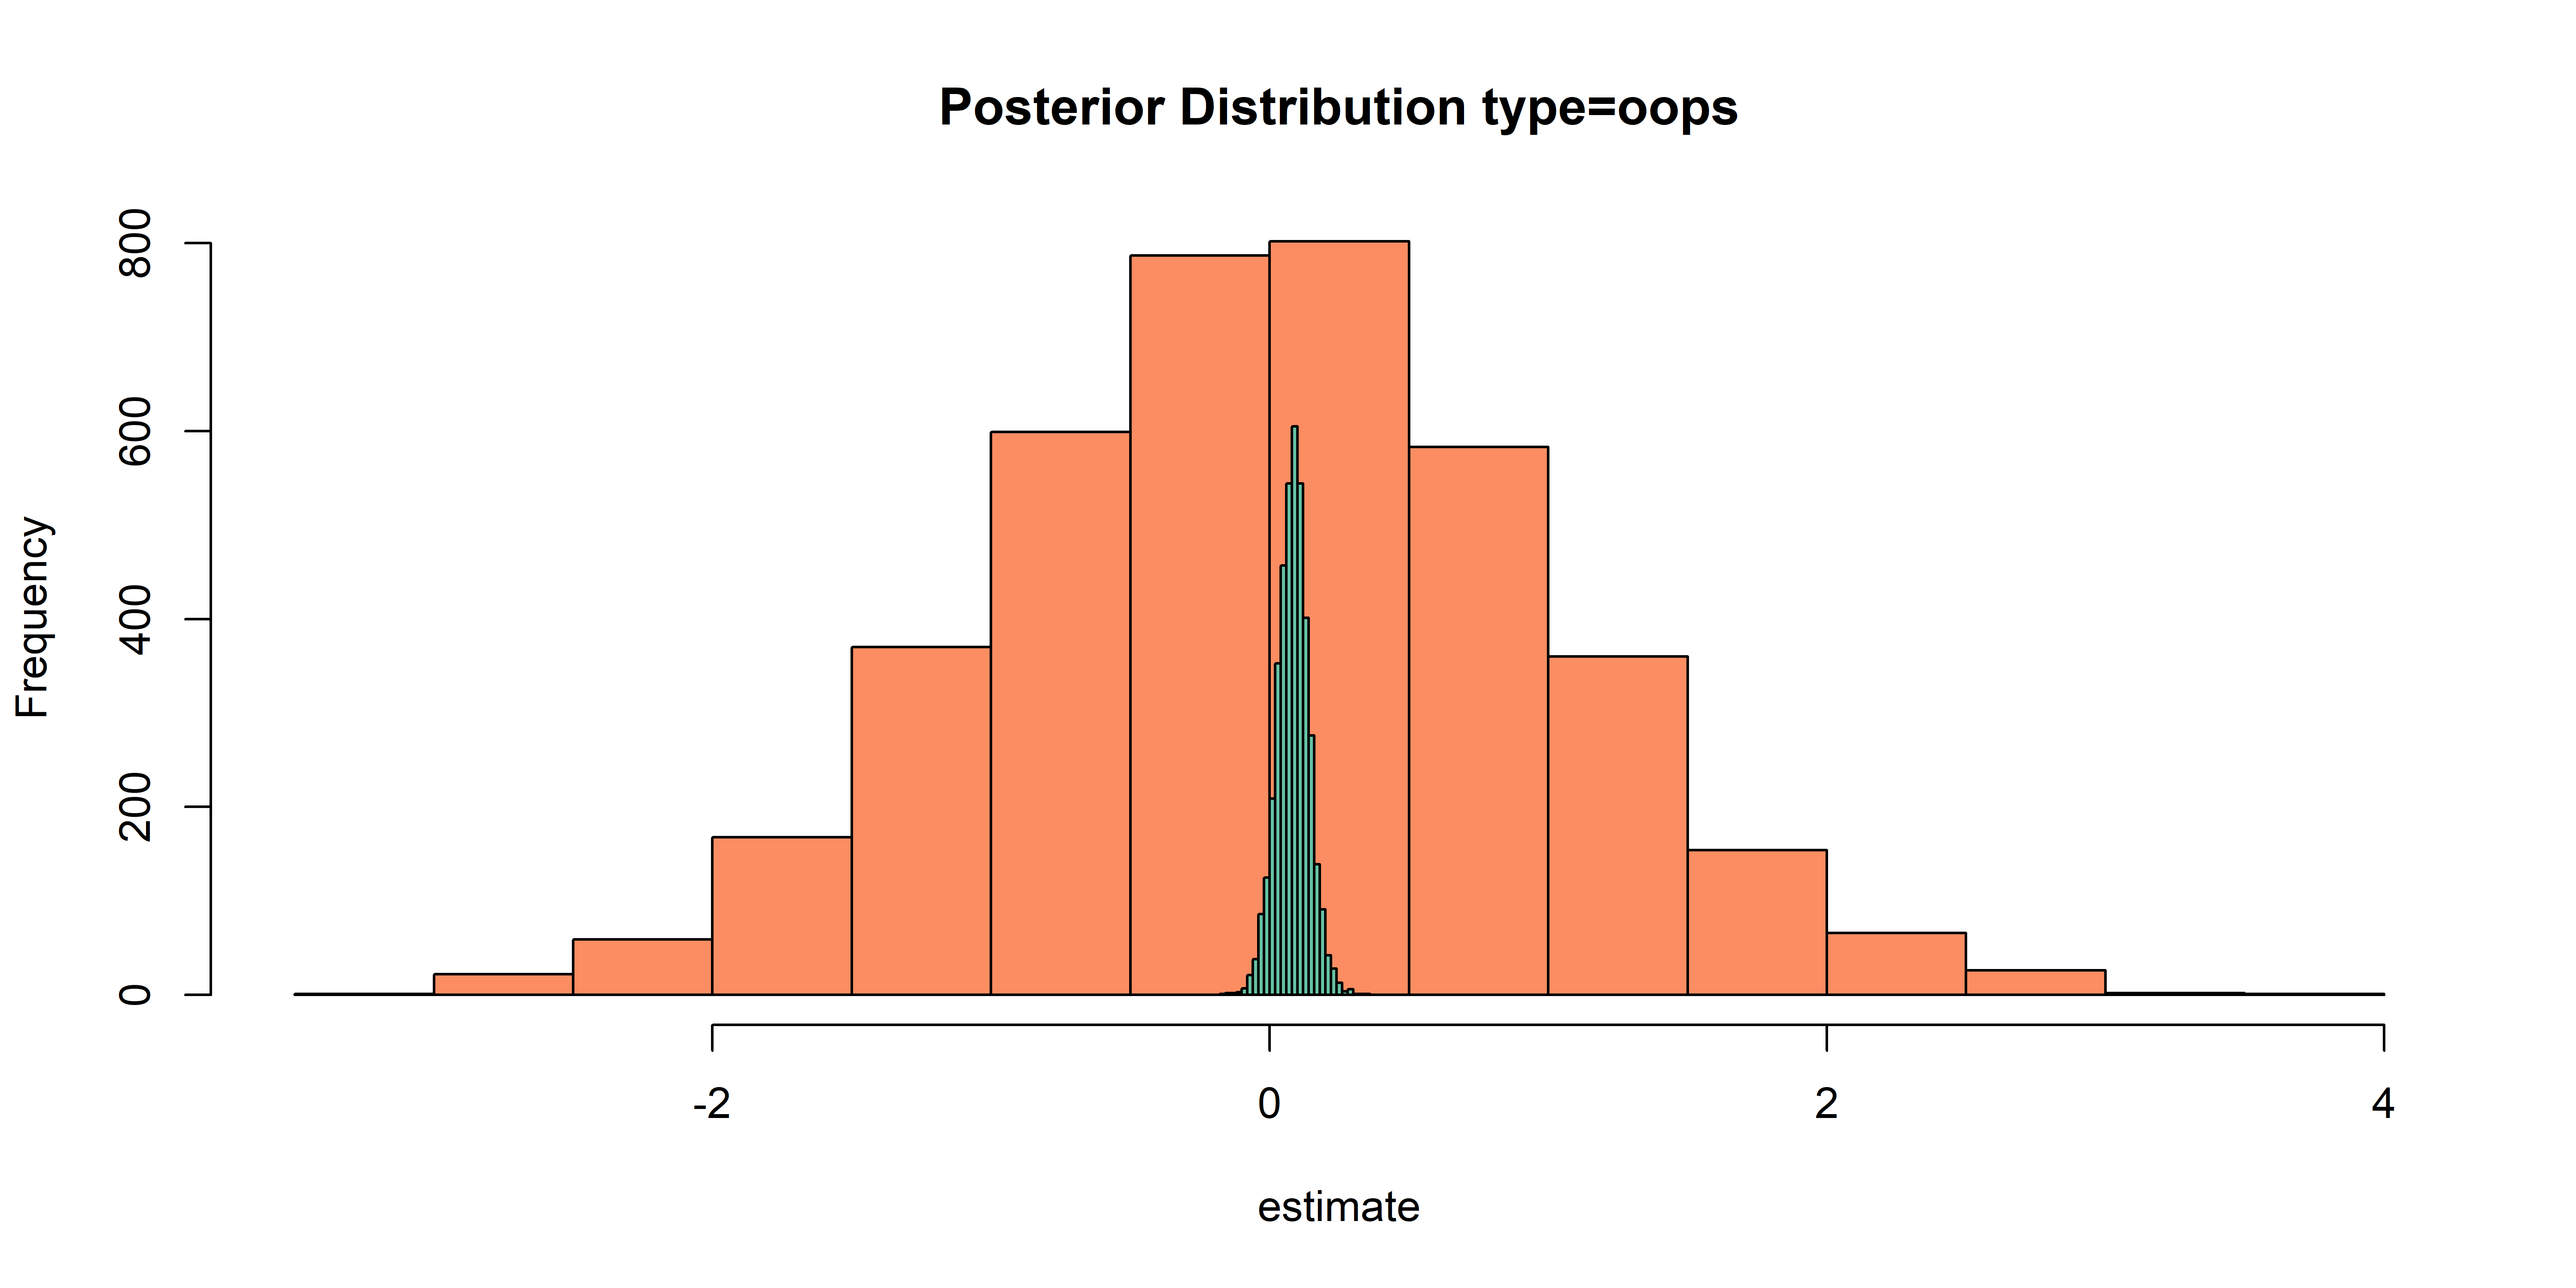 Posterior Distribution type=oops
Frequency
800
600
400
200
0
-2 0 2 4
estimate